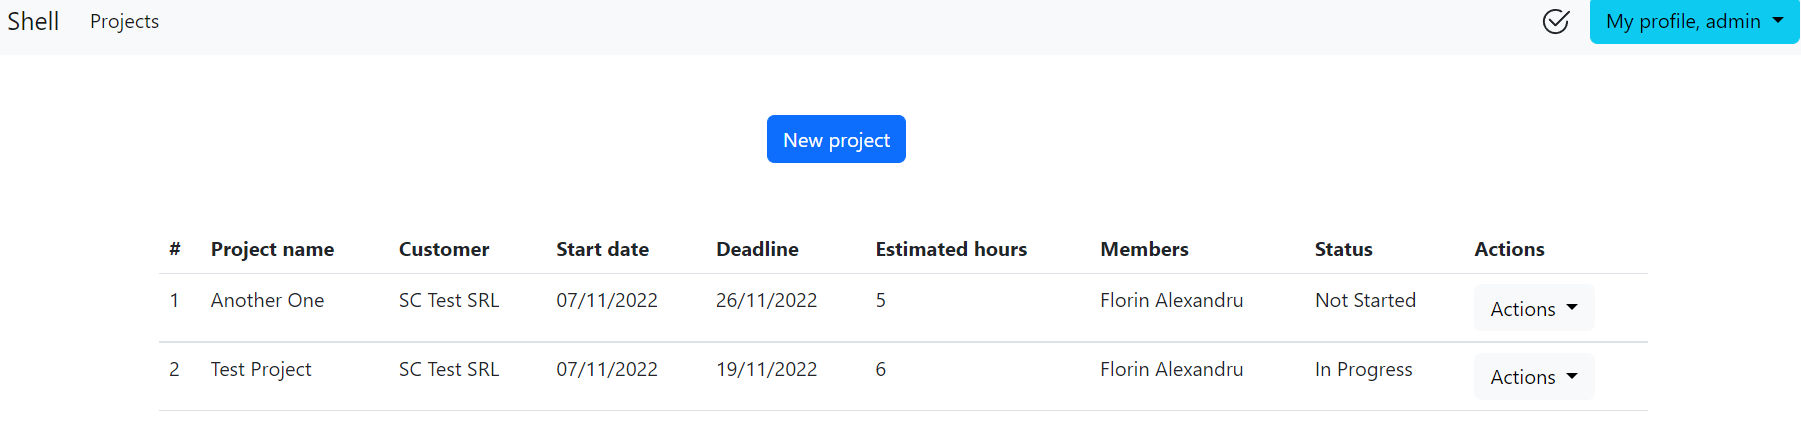 Shell Projects My profile, admin
New project
# Project name Customer Start date Deadline Estimated hours Members Status Actions
1 Another One SC Test SRL 07/11/2022 26/11/2022 5 Florin Alexandru Not Started Actions
2 Test Project SC Test SRL 07/11/2022 19/11/2022 6 Florin Alexandru In Progress Actions